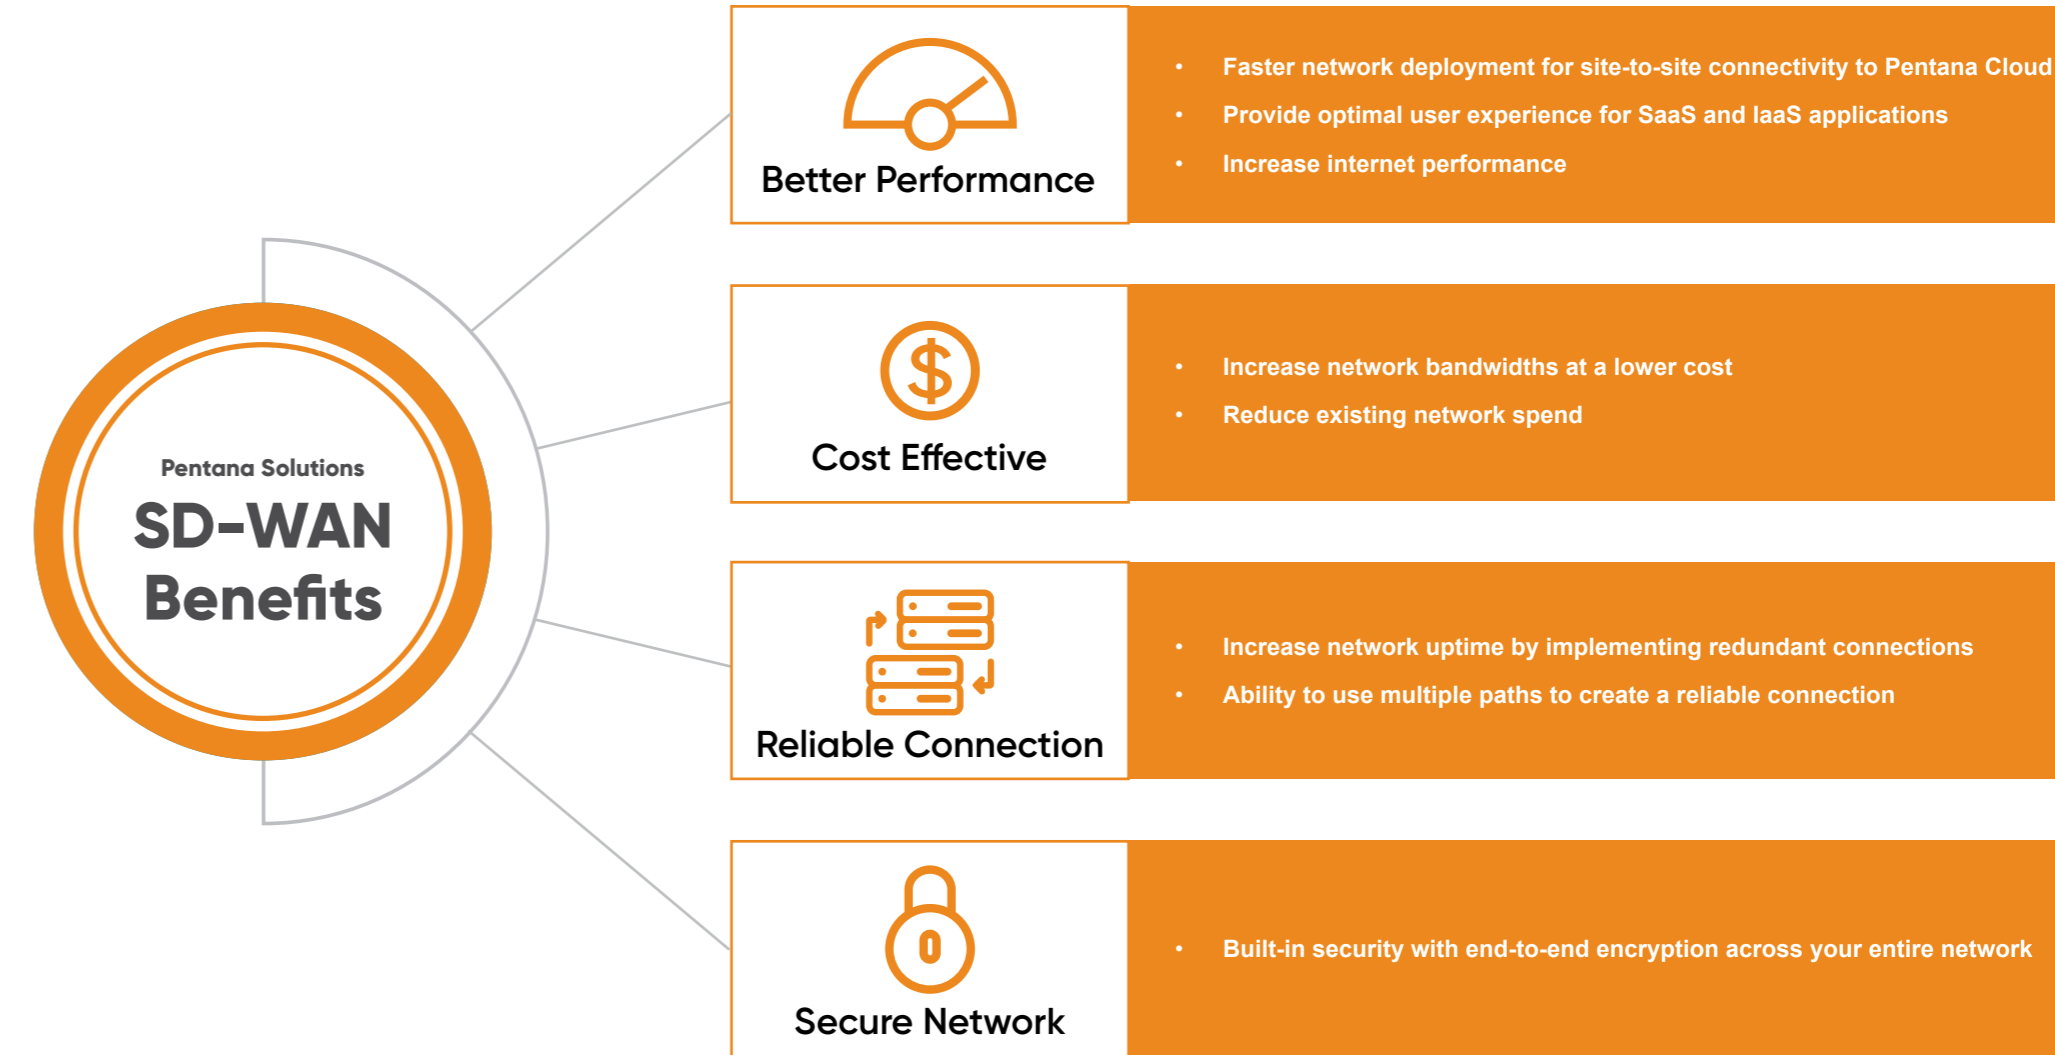 Pentana Solutions
SD-WAN
Benefits
Better Performance
• Faster network deployment for site-to-site connectivity to Pentana Cloud
• Provide optimal user experience for SaaS and IaaS applications
• Increase internet performance
Cost Effective
• Increase network bandwidths at a lower cost
• Reduce existing network spend
Reliable Connection
• Increase network uptime by implementing redundant connections
• Ability to use multiple paths to create a reliable connection
Secure Network
• Built-in security with end-to-end encryption across your entire network